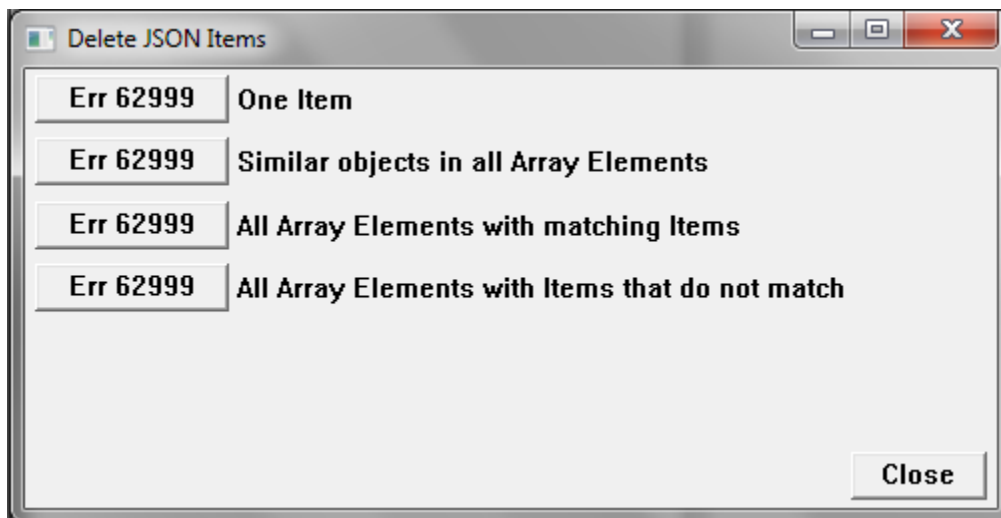 Delete JSON Items
Err 62999 One Item
Err 62999 Similar objects in all Array Elements
Err 62999 All Array Elements with matching Items
Err 62999 All Array Elements with Items that do not match
Close